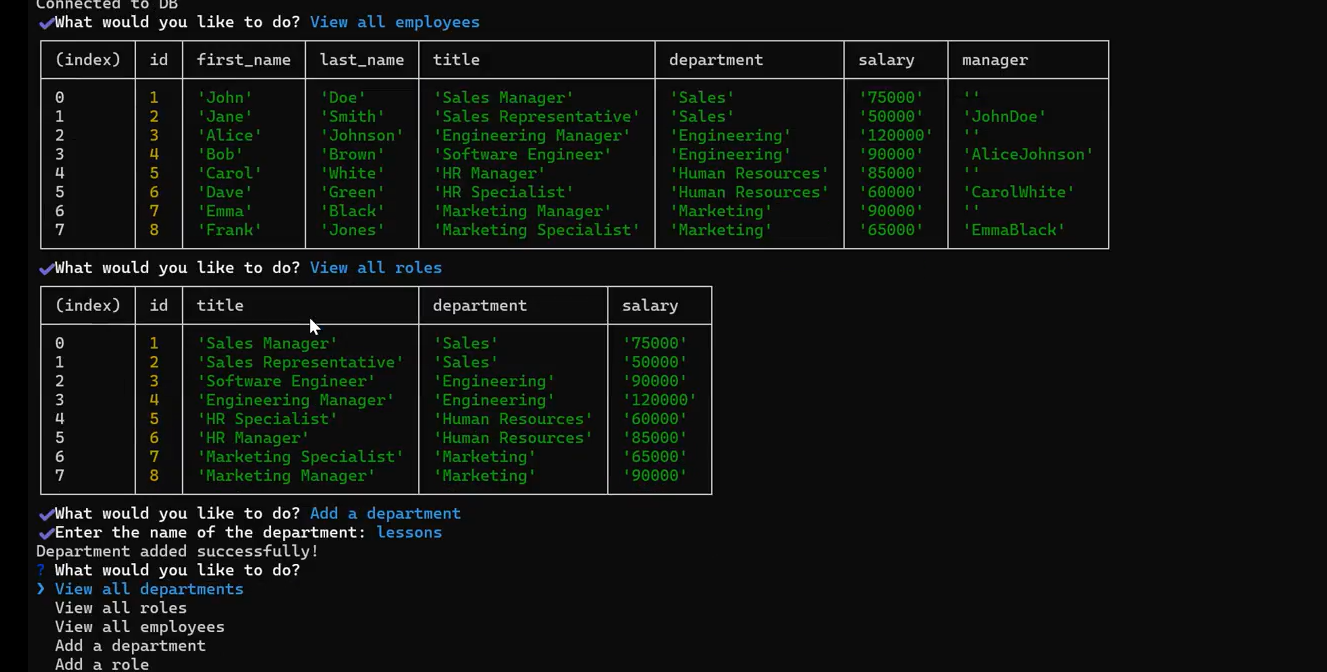 Connected to DB
✔What would you like to do? View all employees
(index) id first_name last_name title department salary manager
0 1 'John' 'Doe' 'Sales Manager' 'Sales' '75000' ''
1 2 'Jane' 'Smith' 'Sales Representative' 'Sales' '50000' 'JohnDoe'
2 3 'Alice' 'Johnson' 'Engineering Manager' 'Engineering' '120000' ''
3 4 'Bob' 'Brown' 'Software Engineer' 'Engineering' '90000' 'AliceJohnson'
4 5 'Carol' 'White' 'HR Manager' 'Human Resources' '85000' ''
5 6 'Dave' 'Green' 'HR Specialist' 'Human Resources' '60000' 'CarolWhite'
6 7 'Emma' 'Black' 'Marketing Manager' 'Marketing' '90000' ''
7 8 'Frank' 'Jones' 'Marketing Specialist' 'Marketing' '65000' 'EmmaBlack'
✔What would you like to do? View all roles
(index) id title department salary
0 1 'Sales Manager' 'Sales' '75000'
1 2 'Sales Representative' 'Sales' '50000'
2 3 'Software Engineer' 'Engineering' '90000'
3 4 'Engineering Manager' 'Engineering' '120000'
4 5 'HR Specialist' 'Human Resources' '60000'
5 6 'HR Manager' 'Human Resources' '85000'
6 7 'Marketing Specialist' 'Marketing' '65000'
7 8 'Marketing Manager' 'Marketing' '90000'
✔What would you like to do? Add a department
✔Enter the name of the department: lessons
Department added successfully!
? What would you like to do?
❯ View all departments
View all roles
View all employees
Add a department
Add a role